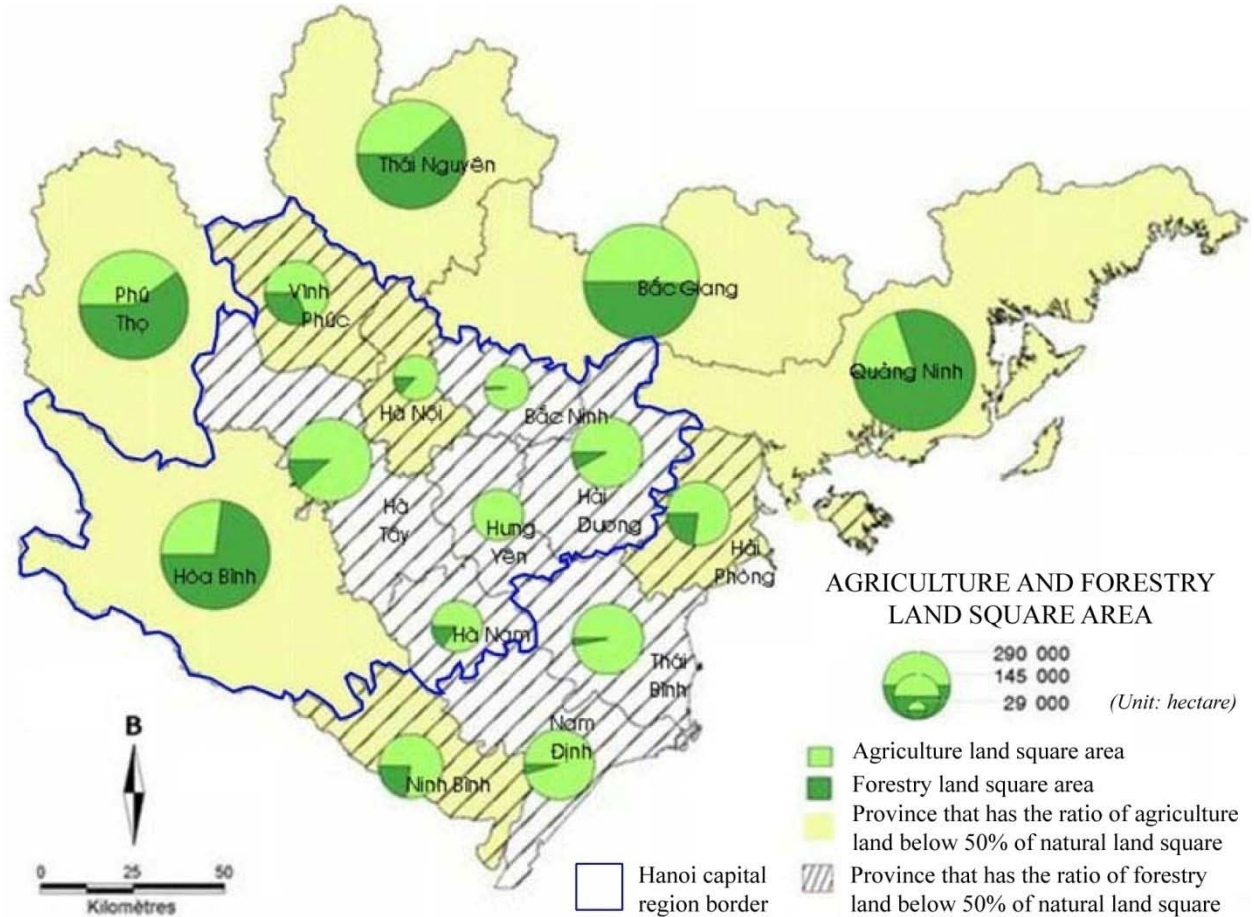 Thái Nguyên
Phú
Thọ
Vĩnh
Phúc
Bắc Giang
Quảng Ninh
Hà Nội
Bắc Ninh
Hà
Tây
Hưng
Yên
Hải
Dương
Hải
Phòng
Hòa Bình
Hà Nam
Thái
Bình
Nam
Định
Ninh Bình
AGRICULTURE AND FORESTRY
LAND SQUARE AREA
290 000
145 000
29 000
(Unit: hectare)
Agriculture land square area
Forestry land square area
Province that has the ratio of agriculture
land below 50% of natural land square
Province that has the ratio of forestry
land below 50% of natural land square
Hanoi capital
region border
B
0 25 50
Kilomètres